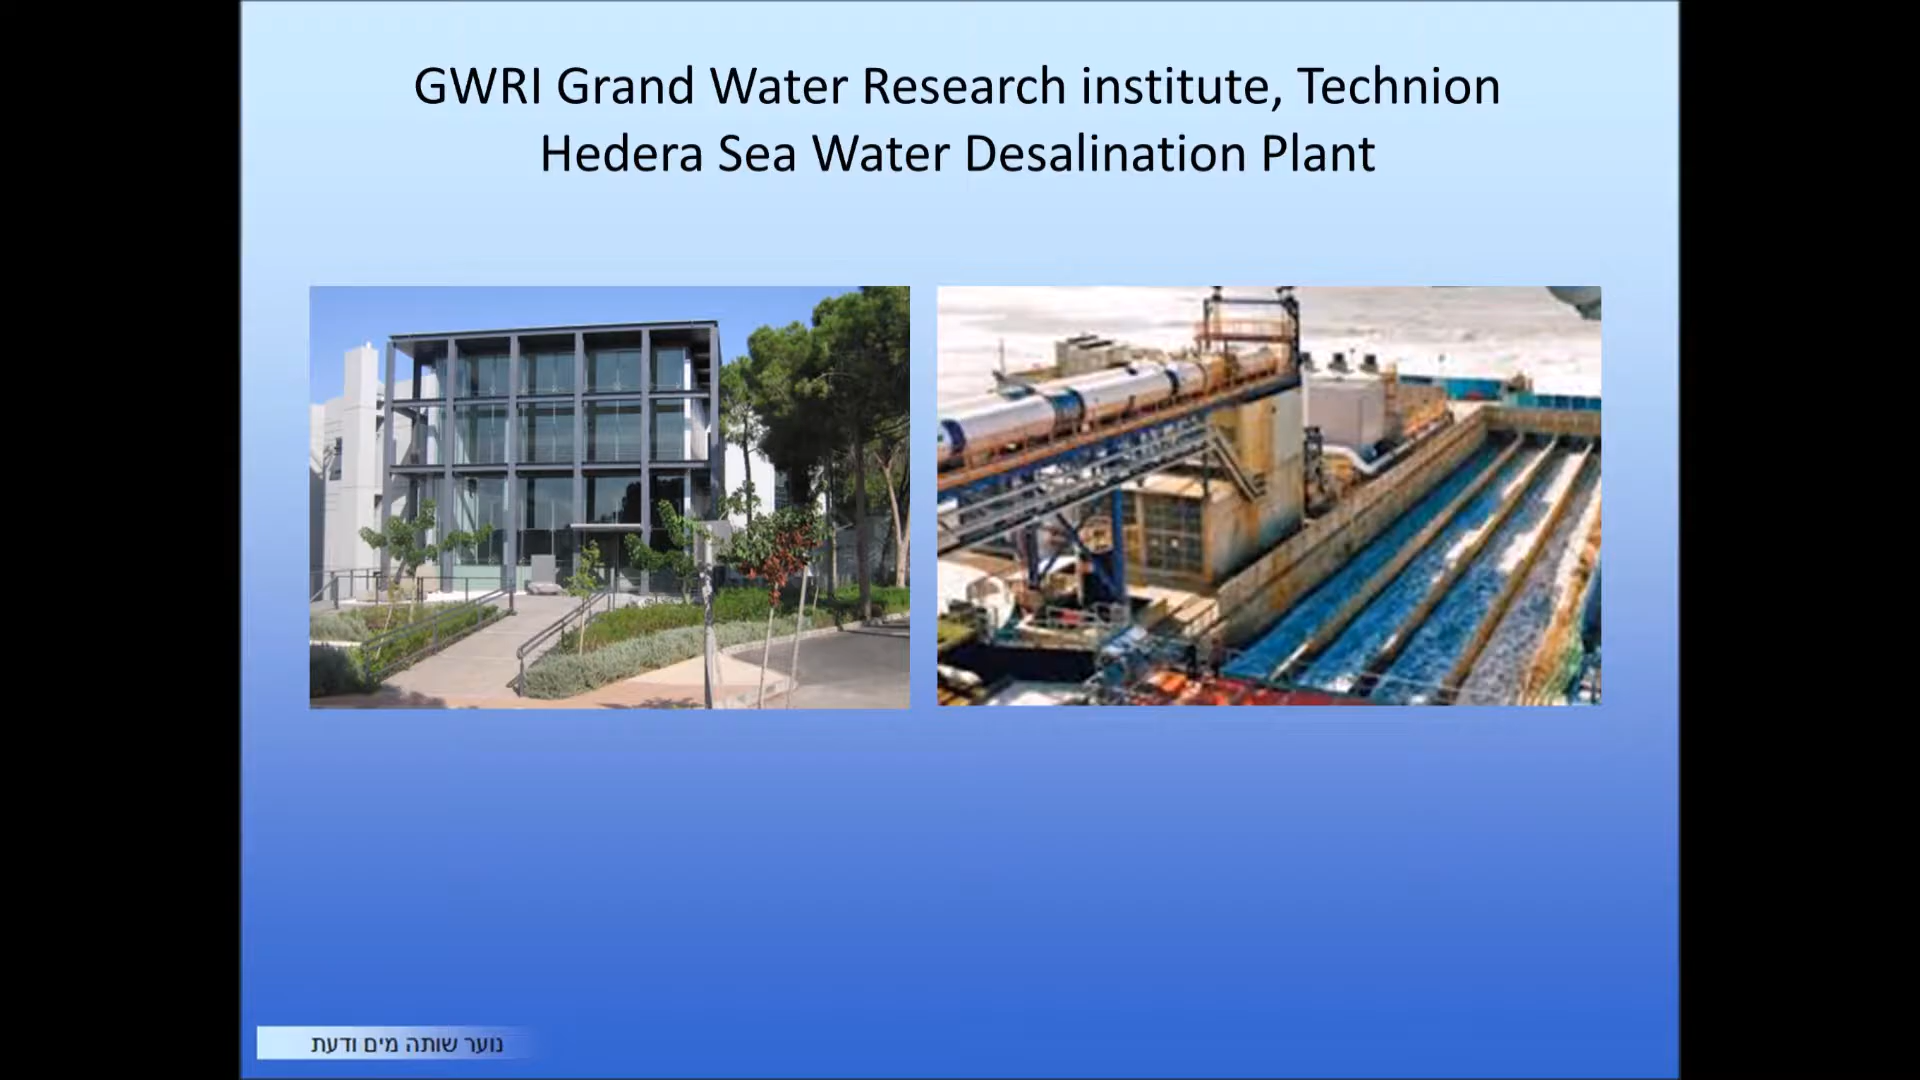 GWRI Grand Water Research institute, Technion
Hedera Sea Water Desalination Plant
נוער שותה מים ודעת